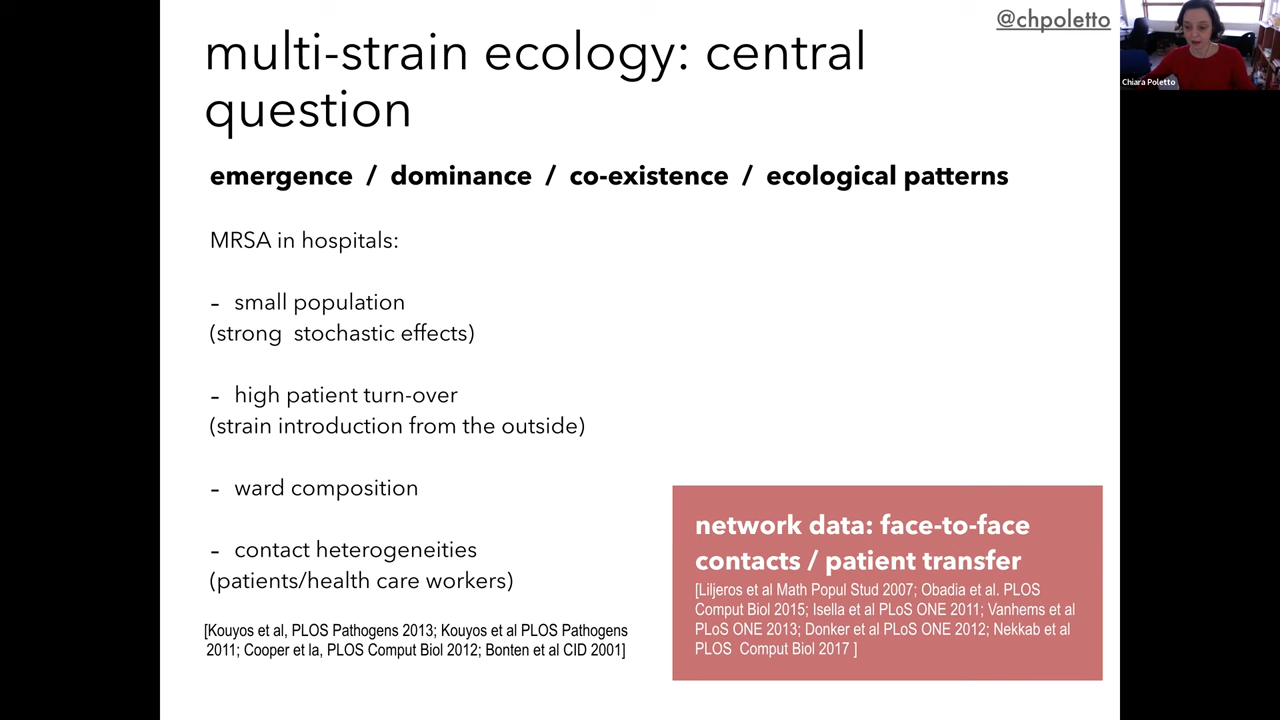 @chpoletto
Chiara Poletto
multi-strain ecology: central
question
emergence / dominance / co-existence / ecological patterns
MRSA in hospitals:
- small population
(strong stochastic effects)
- high patient turn-over
(strain introduction from the outside)
- ward composition
- contact heterogeneities
(patients/health care workers)
[Kouyos et al, PLOS Pathogens 2013; Kouyos et al PLOS Pathogens
2011; Cooper et la, PLOS Comput Biol 2012; Bonten et al CID 2001]
network data: face-to-face
contacts / patient transfer
[Liljeros et al Math Popul Stud 2007; Obadia et al. PLOS
Comput Biol 2015; Isella et al PLoS ONE 2011; Vanhems et al
PLoS ONE 2013; Donker et al PLoS ONE 2012; Nekkab et al
PLOS Comput Biol 2017 ]